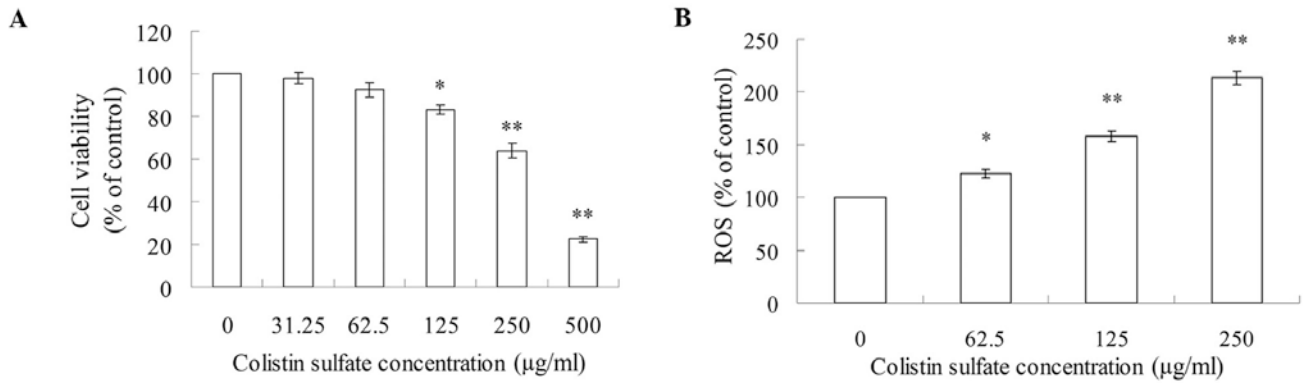 A
Cell viability
(% of control)
120
100
80
60
40
20
0
*
**
**
0 31.25 62.5 125 250 500
Colistin sulfate concentration (μg/ml)
B
ROS (% of control)
250
200
150
100
50
0
*
**
**
0 62.5 125 250
Colistin sulfate concentration (μg/ml)